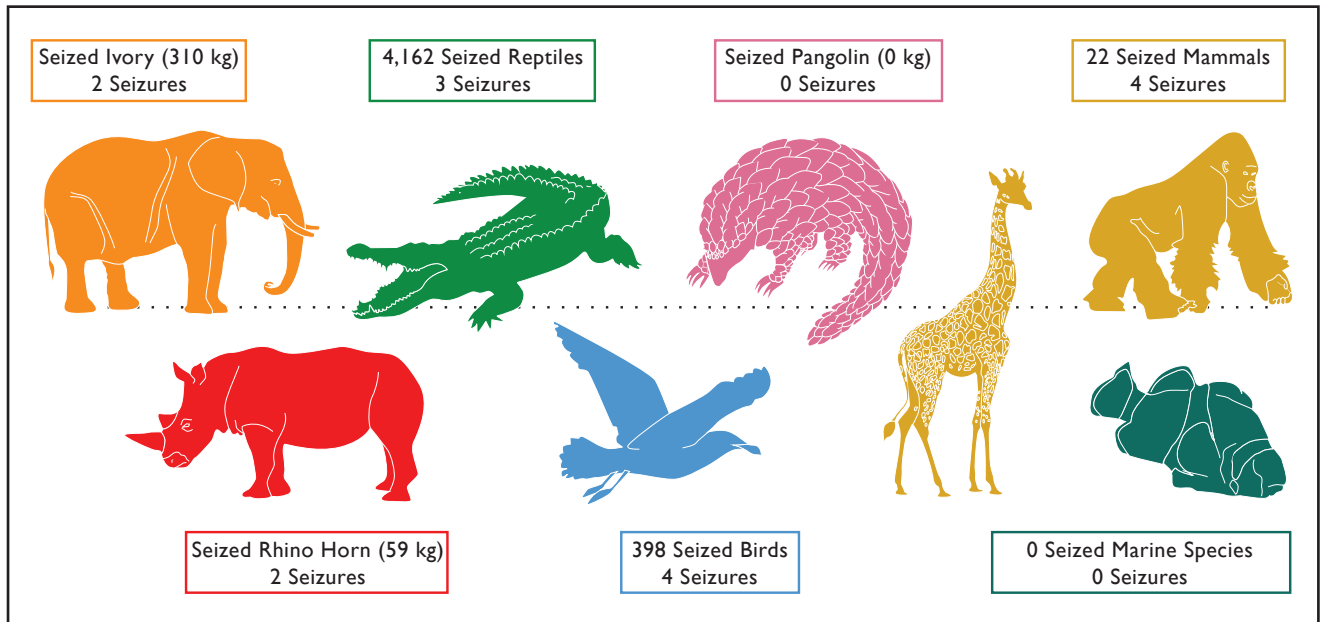 Seized Ivory (310 kg)
2 Seizures
4,162 Seized Reptiles
3 Seizures
Seized Pangolin (0 kg)
0 Seizures
22 Seized Mammals
4 Seizures
Seized Rhino Horn (59 kg)
2 Seizures
398 Seized Birds
4 Seizures
0 Seized Marine Species
0 Seizures